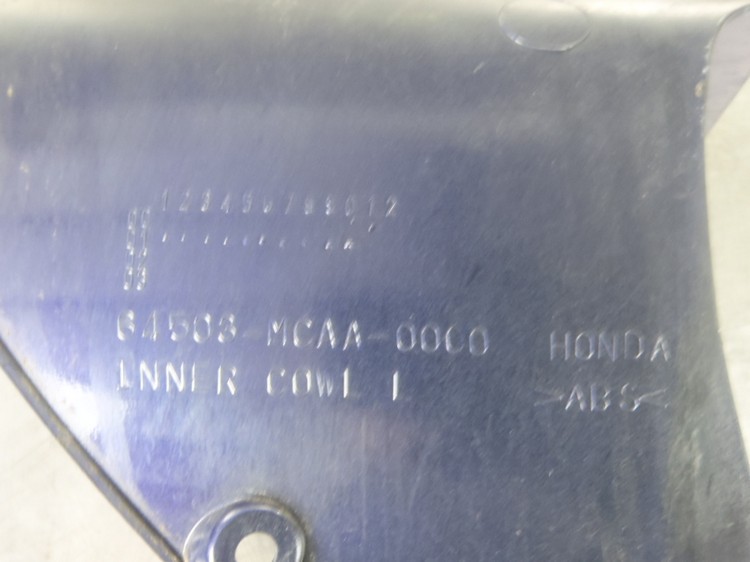 123456789012
64503-MCAA-0000 HONDA
INNER COWL L >ABS<